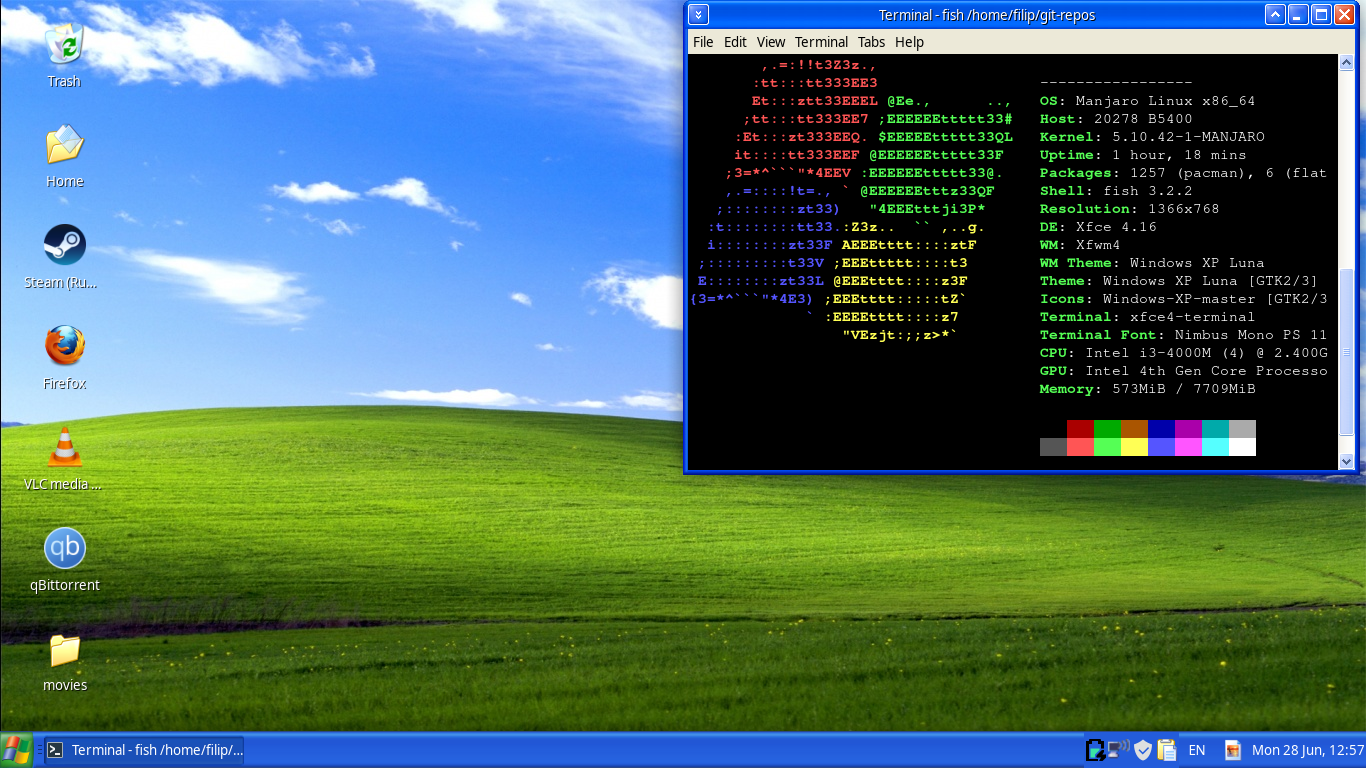 Trash
Home
Steam (Ru...
Firefox
VLC media ...
qb
qBittorrent
movies
Terminal - fish /home/filip/git-repos
File Edit View Terminal Tabs Help
,.=:!!t3Z3z.,
:tt:::tt333EE3
Et:::ztt33EEEL @Ee., ..,
;tt:::tt333EE7 ;EEEEEEttttt33#
:Et:::zt333EEQ. $EEEEEttttt33QL
it::::tt333EEF @EEEEEEttttt33F
;3=*^```"*4EEV :EEEEEEttttt33@.
,.=::::!t=., ` @EEEEEEtttz33QF
;::::::::zt33) "4EEEtttji3P*
:t::::::::tt33.:Z3z.. `` ,..g.
i::::::::zt33F AEEEtttt::::ztF
;:::::::::t33V ;EEEttttt::::t3
E::::::::zt33L @EEEtttt::::z3F
{3=*^```"*4E3) ;EEEtttt:::::tZ`
` :EEEEtttt::::z7
"VEzjt:;;z>*`
-----------------
OS: Manjaro Linux x86_64
Host: 20278 B5400
Kernel: 5.10.42-1-MANJARO
Uptime: 1 hour, 18 mins
Packages: 1257 (pacman), 6 (flat
Shell: fish 3.2.2
Resolution: 1366x768
DE: Xfce 4.16
WM: Xfwm4
WM Theme: Windows XP Luna
Theme: Windows XP Luna [GTK2/3]
Icons: Windows-XP-master [GTK2/3
Terminal: xfce4-terminal
Terminal Font: Nimbus Mono PS 11
CPU: Intel i3-4000M (4) @ 2.400G
GPU: Intel 4th Gen Core Processo
Memory: 573MiB / 7709MiB
Terminal - fish /home/filip/...
EN
Mon 28 Jun, 12:57